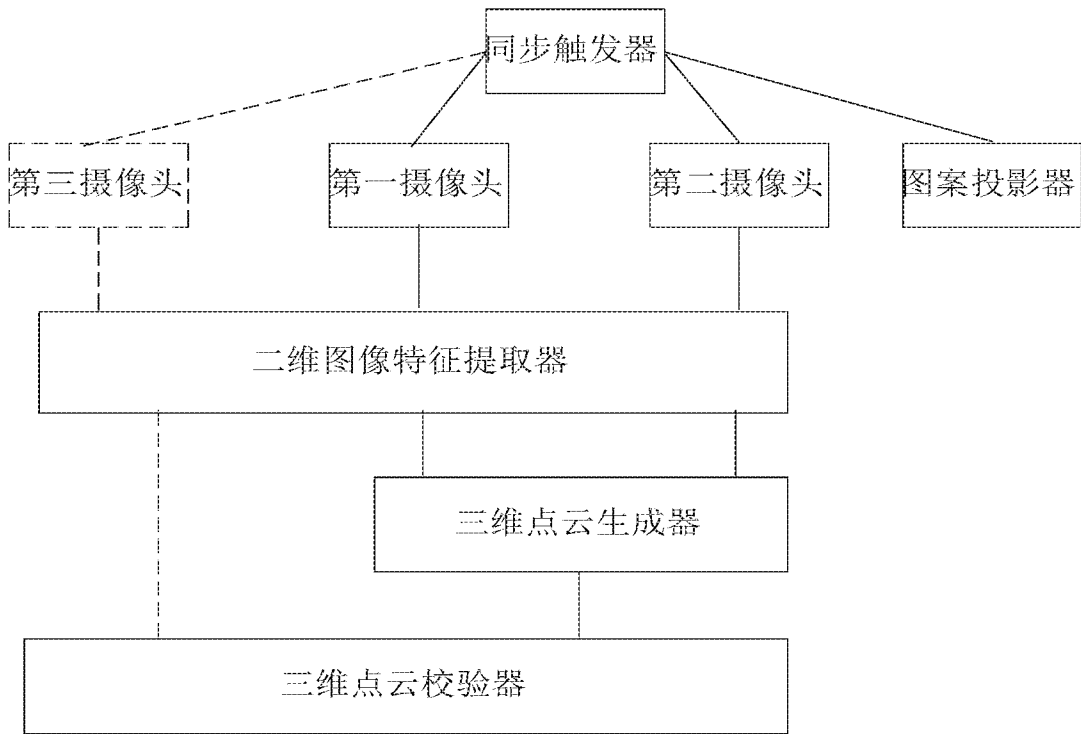 同步触发器
第三摄像头
第一摄像头
第二摄像头
图案投影器
二维图像特征提取器
三维点云生成器
三维点云校验器